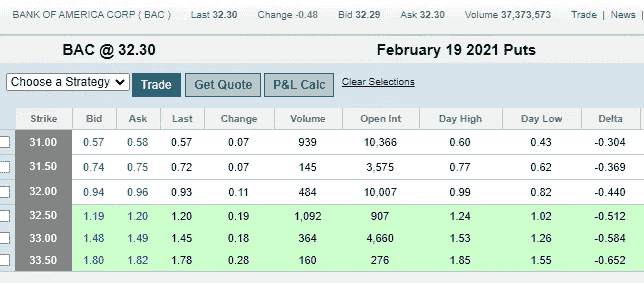 BANK OF AMERICA CORP ( BAC ) Last 32.30 Change -0.48 Bid 32.29 Ask 32.30 Volume 37,373,573 Trade | News |
BAC @ 32.30 February 19 2021 Puts
Choose a Strategy Trade Get Quote P&L Calc Clear Selections
Strike Bid Ask Last Change Volume Open Int Day High Day Low Delta
31.00 0.57 0.58 0.57 0.07 939 10,366 0.60 0.43 -0.304
31.50 0.74 0.75 0.72 0.07 145 3,575 0.77 0.62 -0.369
32.00 0.94 0.96 0.93 0.11 484 10,007 0.99 0.82 -0.440
32.50 1.19 1.20 1.20 0.19 1,092 907 1.24 1.02 -0.512
33.00 1.48 1.49 1.45 0.18 364 4,660 1.53 1.26 -0.584
33.50 1.80 1.82 1.78 0.28 160 276 1.85 1.55 -0.652